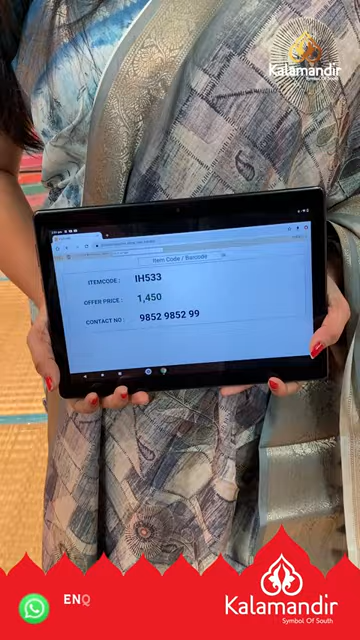 Kalamandir
Symbol Of South
Item Code / Barcode
ITEMCODE : IH533
OFFER PRICE : 1,450
CONTACT NO : 9852 9852 99
ENQ
Kalamandir
Symbol Of South